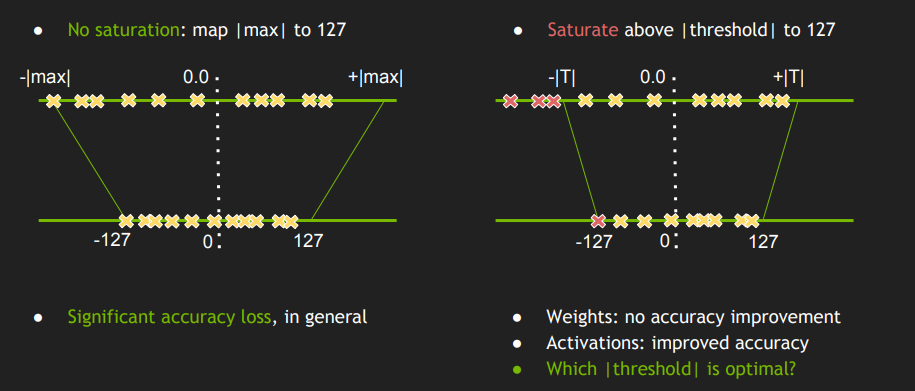 No saturation: map |max| to 127
-|max| 0.0 +|max|
-127 0 127
Significant accuracy loss, in general
Saturate above |threshold| to 127
-|T| 0.0 +|T|
-127 0 127
Weights: no accuracy improvement
Activations: improved accuracy
Which |threshold| is optimal?